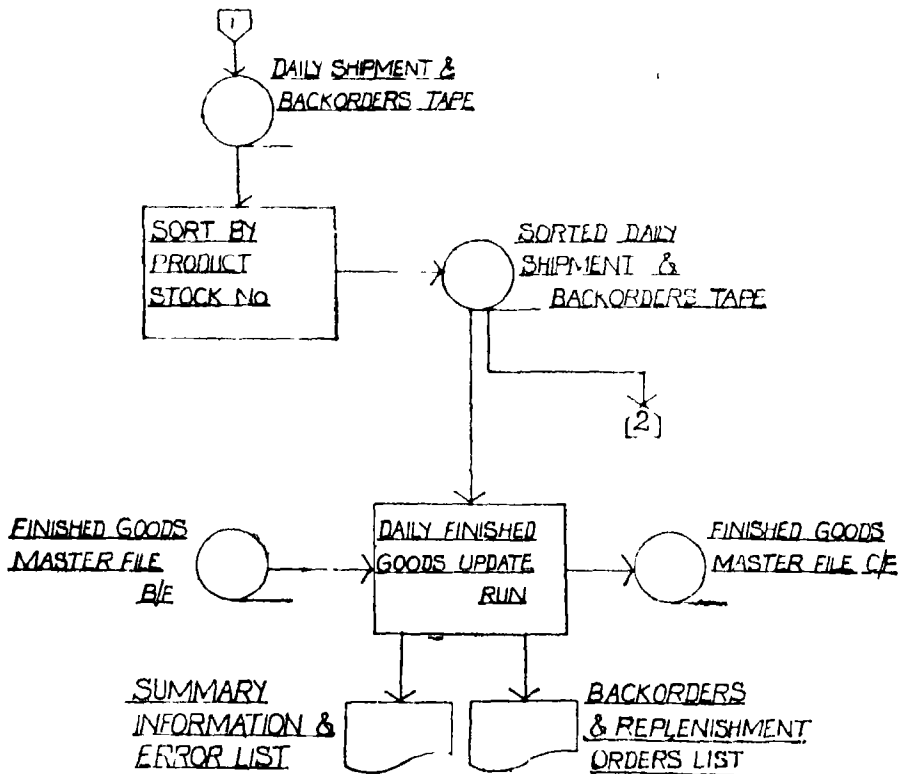 1
DAILY SHIPMENT &
BACKORDERS TAPE
SORT BY
PRODUCT
STOCK No
SORTED DAILY
SHIPMENT &
BACKORDERS TAPE
(2)
FINISHED GOODS
MASTER FILE
B/F
DAILY FINISHED
GOODS UPDATE
RUN
FINISHED GOODS
MASTER FILE C/F
SUMMARY
INFORMATION &
ERROR LIST
BACKORDERS
& REPLENISHMENT
ORDERS LIST